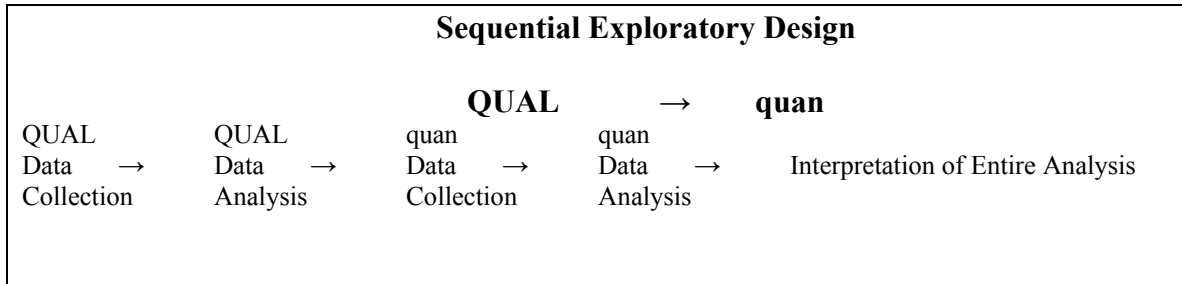 Sequential Exploratory Design
QUAL → quan
QUAL QUAL quan quan
Data → Data → Data → Data → Interpretation of Entire Analysis
Collection Analysis Collection Analysis